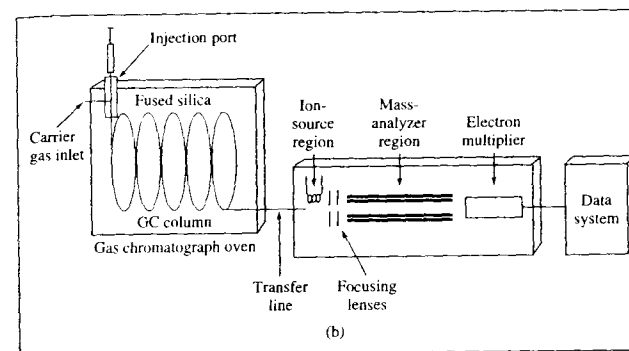 Injection port
Fused silica
Carrier
gas inlet
GC column
Gas chromatograph oven
Ion-
source
region
Mass-
analyzer
region
Electron
multiplier
Data
system
Transfer
line
Focusing
lenses
(b)